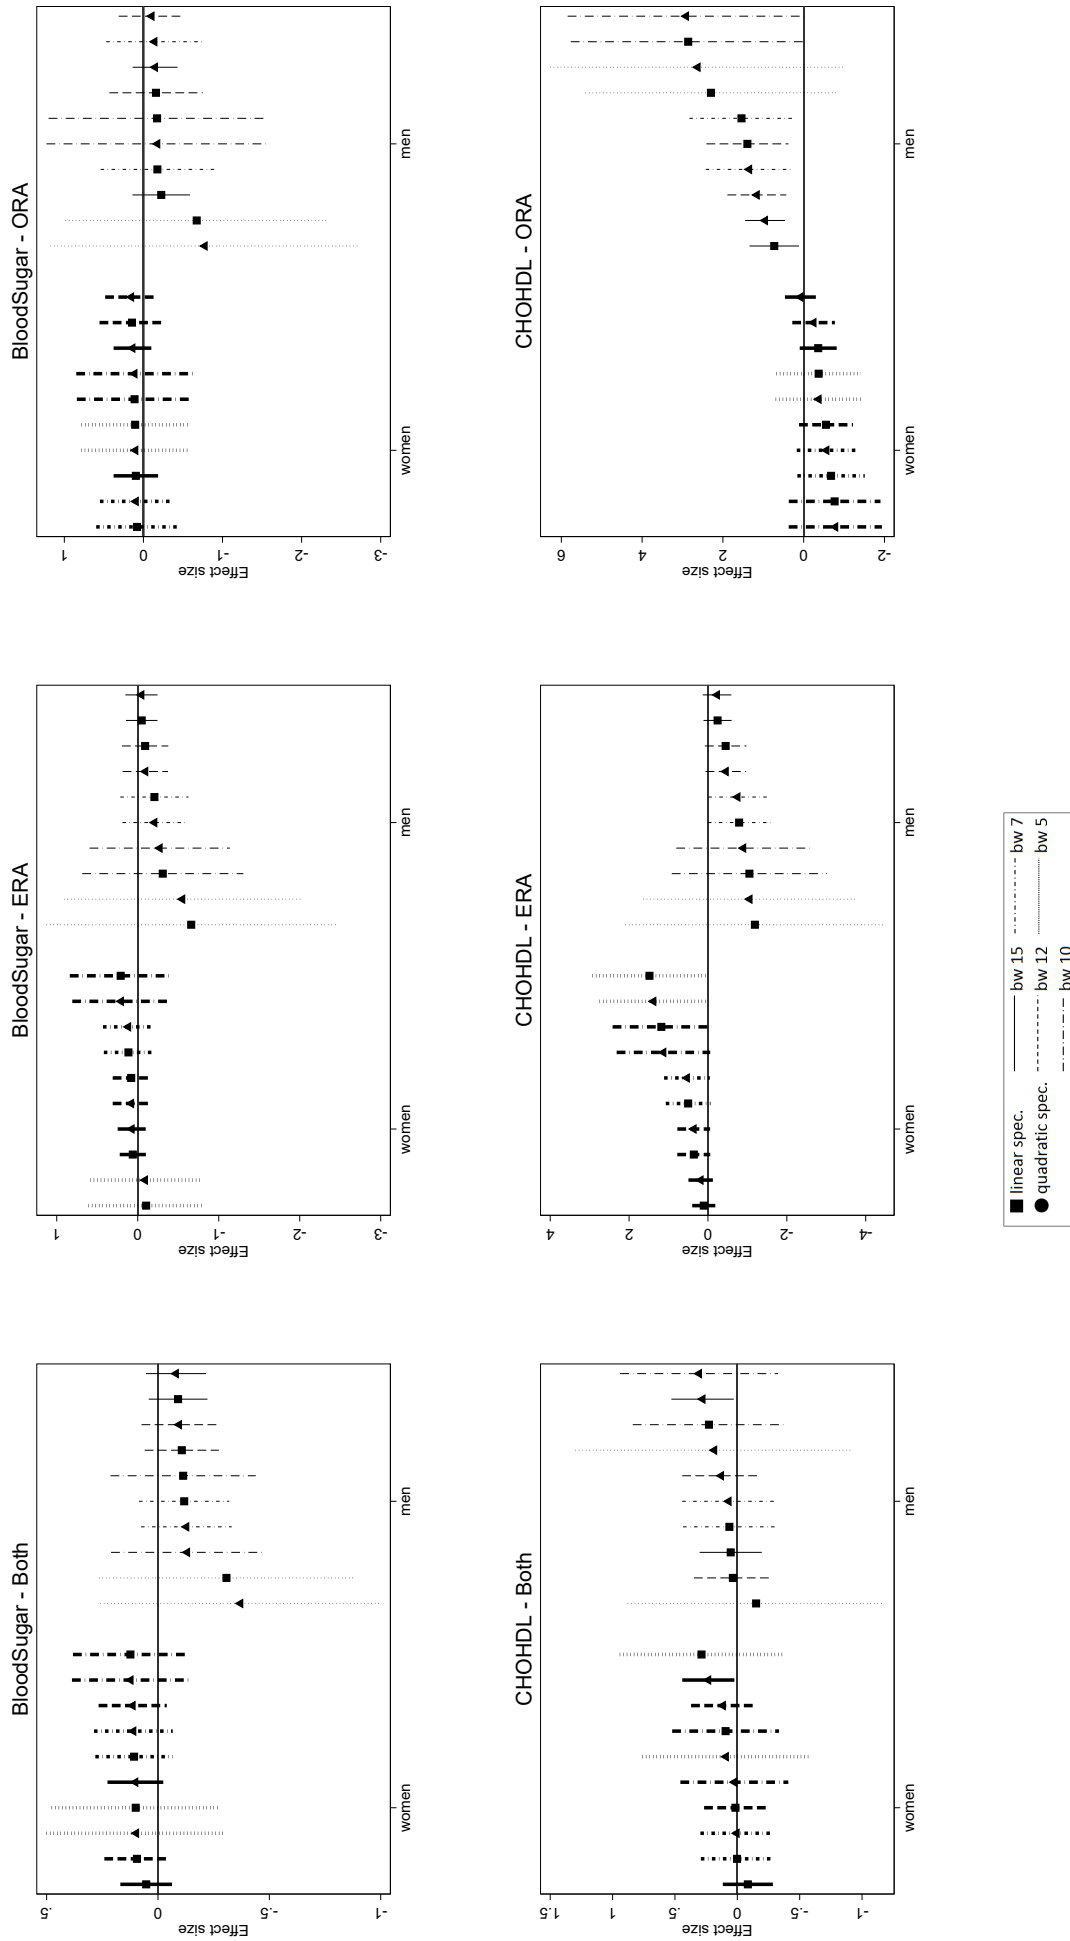 BloodSugar - Both
Effect size
.5
0
-.5
-1
women
men
BloodSugar - ERA
Effect size
1
0
-1
-2
-3
women
men
BloodSugar - ORA
Effect size
1
0
-1
-2
-3
women
men
CHOHDL - Both
Effect size
1.5
1
.5
0
-.5
-1
women
men
CHOHDL - ERA
Effect size
4
2
0
-2
-4
women
men
CHOHDL - ORA
Effect size
6
4
2
0
-2
women
men
linear spec. bw 15 bw 7
quadratic spec. bw 12 bw 5
bw 10